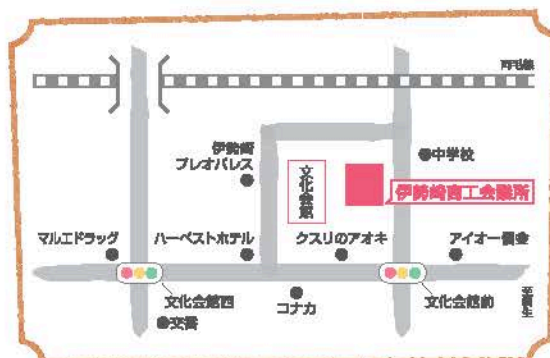 両毛線
中学校
伊勢崎
プレオパレス
文化会館
伊勢崎商工会議所
マルエドラッグ
ハーベストホテル
クスリのアオキ
アイオー信金
文化会館西
コナカ
文化会館前
至桐生
交番